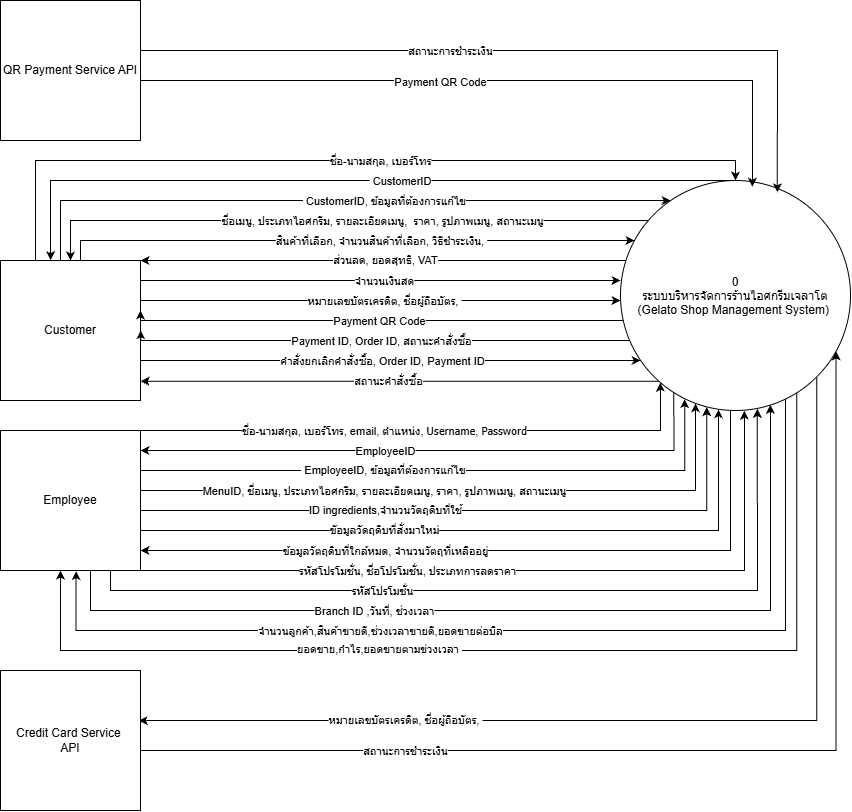 สถานะการชำระเงิน
QR Payment Service API
Payment QR Code
ชื่อ-นามสกุล, เบอร์โทร
CustomerID
CustomerID, ข้อมูลที่ต้องการแก้ไข
ชื่อเมนู, ประเภทไอศกรีม, รายละเอียดเมนู, ราคา, รูปภาพเมนู, สถานะเมนู
สินค้าที่เลือก, จำนวนสินค้าที่เลือก, วิธีชำระเงิน,
ส่วนลด, ยอดสุทธิ, VAT
จำนวนเงินสด
หมายเลขบัตรเครดิต, ชื่อผู้ถือบัตร,
Customer
Payment QR Code
Payment ID, Order ID, สถานะคำสั่งซื้อ
คำสั่งยกเลิกคำสั่งซื้อ, Order ID, Payment ID
สถานะคำสั่งซื้อ
0
ระบบบริหารจัดการร้านไอศกรีมเจลาโต
(Gelato Shop Management System)
ชื่อ-นามสกุล, เบอร์โทร, email, ตำแหน่ง, Username, Password
EmployeeID
EmployeeID, ข้อมูลที่ต้องการแก้ไข
MenuID, ชื่อเมนู, ประเภทไอศกรีม, รายละเอียดเมนู, ราคา, รูปภาพเมนู, สถานะเมนู
Employee
ID ingredients,จำนวนวัตถุดิบที่ใช้
ข้อมูลวัตถุดิบที่สั่งมาใหม่
ข้อมูลวัตถุดิบที่ใกล้หมด, จำนวนวัตถุที่เหลืออยู่
รหัสโปรโมชั่น, ชื่อโปรโมชั่น, ประเภทการลดราคา
รหัสโปรโมชั่น
Branch ID ,วันที่, ช่วงเวลา
จำนวนลูกค้า,สินค้าขายดี,ช่วงเวลาขายดี,ยอดขายต่อบิล
ยอดขาย,กำไร,ยอดขายตามช่วงเวลา
หมายเลขบัตรเครดิต, ชื่อผู้ถือบัตร,
Credit Card Service
API
สถานะการชำระเงิน